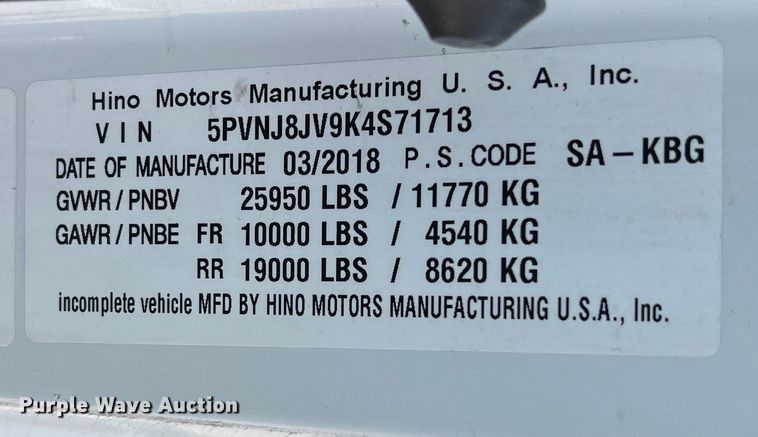 Hino Motors Manufacturing U. S. A., Inc.
VIN 5PVNJ8JV9K4S71713
DATE OF MANUFACTURE 03/2018 P.S.CODE SA-KBG
GVWR/PNBV 25950 LBS / 11770 KG
GAWR/PNBE FR 10000 LBS / 4540 KG
RR 19000 LBS / 8620 KG
incomplete vehicle MFD BY HINO MOTORS MANUFACTURING U.S.A., Inc.
Purple Wave Auction